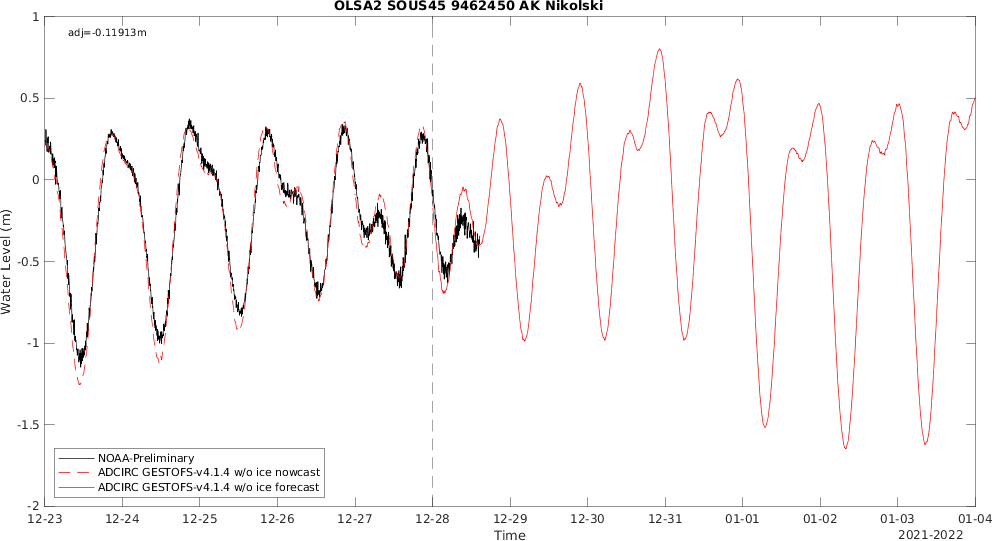 OLSA2 SOUS45 9462450 AK Nikolski
adj=-0.11913m
1
0.5
0
-0.5
-1
-1.5
-2
Water Level (m)
NOAA-Preliminary
ADCIRC GESTOFS-v4.1.4 w/o ice nowcast
ADCIRC GESTOFS-v4.1.4 w/o ice forecast
12-23 12-24 12-25 12-26 12-27 12-28 12-29 12-30 12-31 01-01 01-02 01-03 01-04
Time
2021-2022